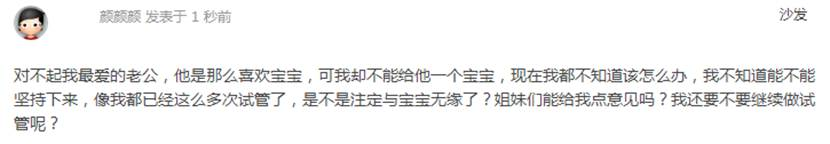 颜颜颜 发表于 1 秒前
沙发
对不起我最爱的老公，他是那么喜欢宝宝，可我却不能给他一个宝宝，现在我都不知道该怎么办，我不知道能不能
坚持下来，像我都已经这么多次试管了，是不是注定与宝宝无缘了？姐妹们能给我点意见吗？我还要不要继续做试
管呢？